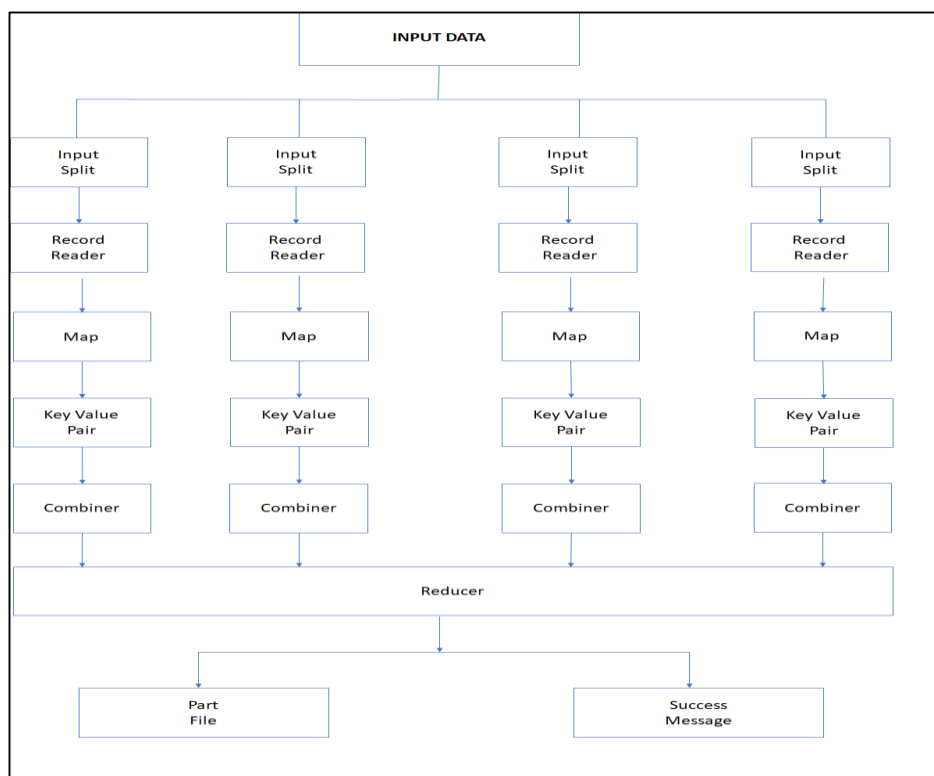 INPUT DATA
Input
Split
Input
Split
Input
Split
Input
Split
Record
Reader
Record
Reader
Record
Reader
Record
Reader
Map
Map
Map
Map
Key Value
Pair
Key Value
Pair
Key Value
Pair
Key Value
Pair
Combiner
Combiner
Combiner
Combiner
Reducer
Part
File
Success
Message